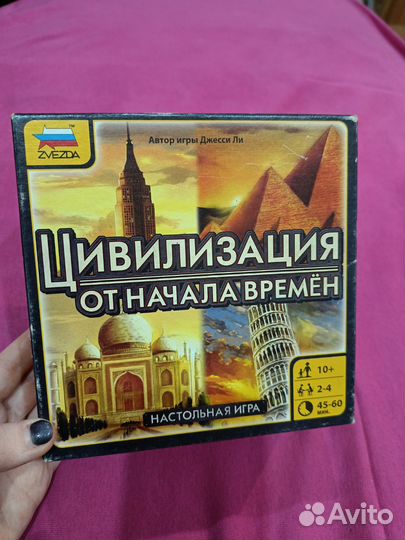 ZVEZDA
Автор игры Джесси Ли
ЦИВИЛИЗАЦИЯ
ОТ НАЧАЛА ВРЕМЁН
НАСТОЛЬНАЯ ИГРА
10+
2-4
45-60
МИН.
Avito